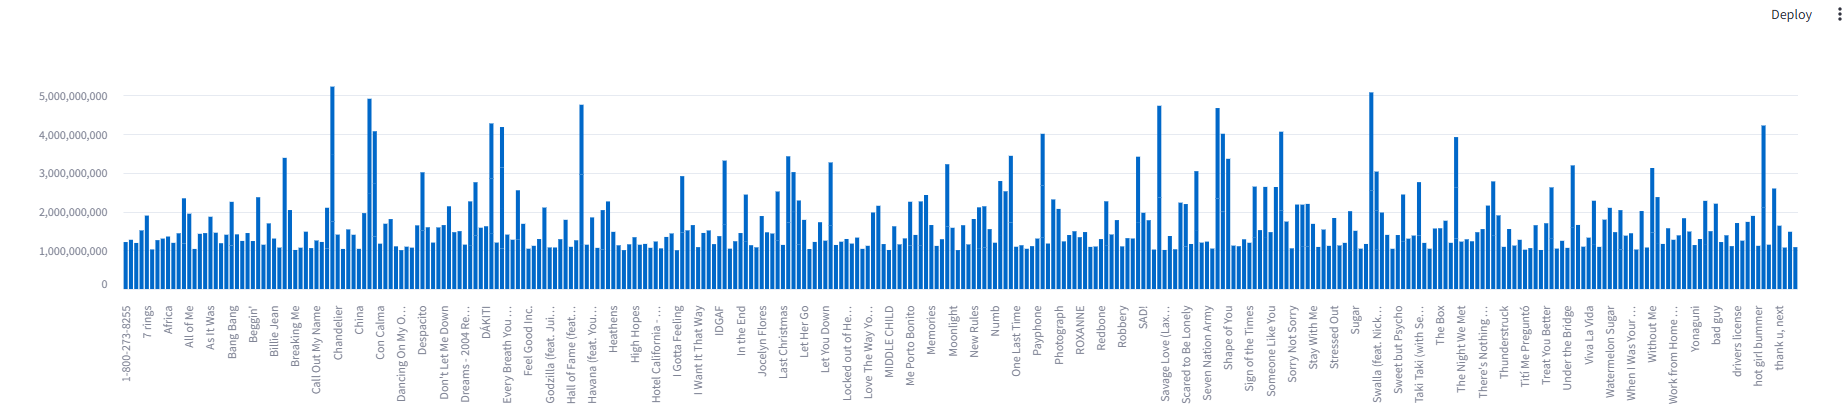 Deploy
5,000,000,000
4,000,000,000
3,000,000,000
2,000,000,000
1,000,000,000
0
1-800-273-8255
7 rings
Africa
All of Me
As It Was
Bang Bang
Beggin'
Billie Jean
Breaking Me
Call Out My Name
Chandelier
China
Con Calma
Dancing On My O…
Despacito
Don't Let Me Down
Dreams - 2004 Re…
DÁKITI
Every Breath You …
Feel Good Inc.
Godzilla (feat. Jui…
Hall of Fame (feat…
Havana (feat. You…
Heathens
High Hopes
Hotel California - …
I Gotta Feeling
I Want It That Way
IDGAF
In the End
Jocelyn Flores
Last Christmas
Let Her Go
Let You Down
Locked out of He…
Love The Way Yo…
MIDDLE CHILD
Me Porto Bonito
Memories
Moonlight
New Rules
Numb
One Last Time
Payphone
Photograph
ROXANNE
Redbone
Robbery
SAD!
Savage Love (Lax…
Scared to Be Lonely
Seven Nation Army
Shape of You
Sign of the Times
Someone Like You
Sorry Not Sorry
Stay With Me
Stressed Out
Sugar
Swalla (feat. Nick…
Sweet but Psycho
Taki Taki (with Se…
The Box
The Night We Met
There's Nothing …
Thunderstruck
Tití Me Preguntó
Treat You Better
Under the Bridge
Viva La Vida
Watermelon Sugar
When I Was Your …
Without Me
Work from Home …
Yonaguni
bad guy
drivers license
hot girl bummer
thank u, next